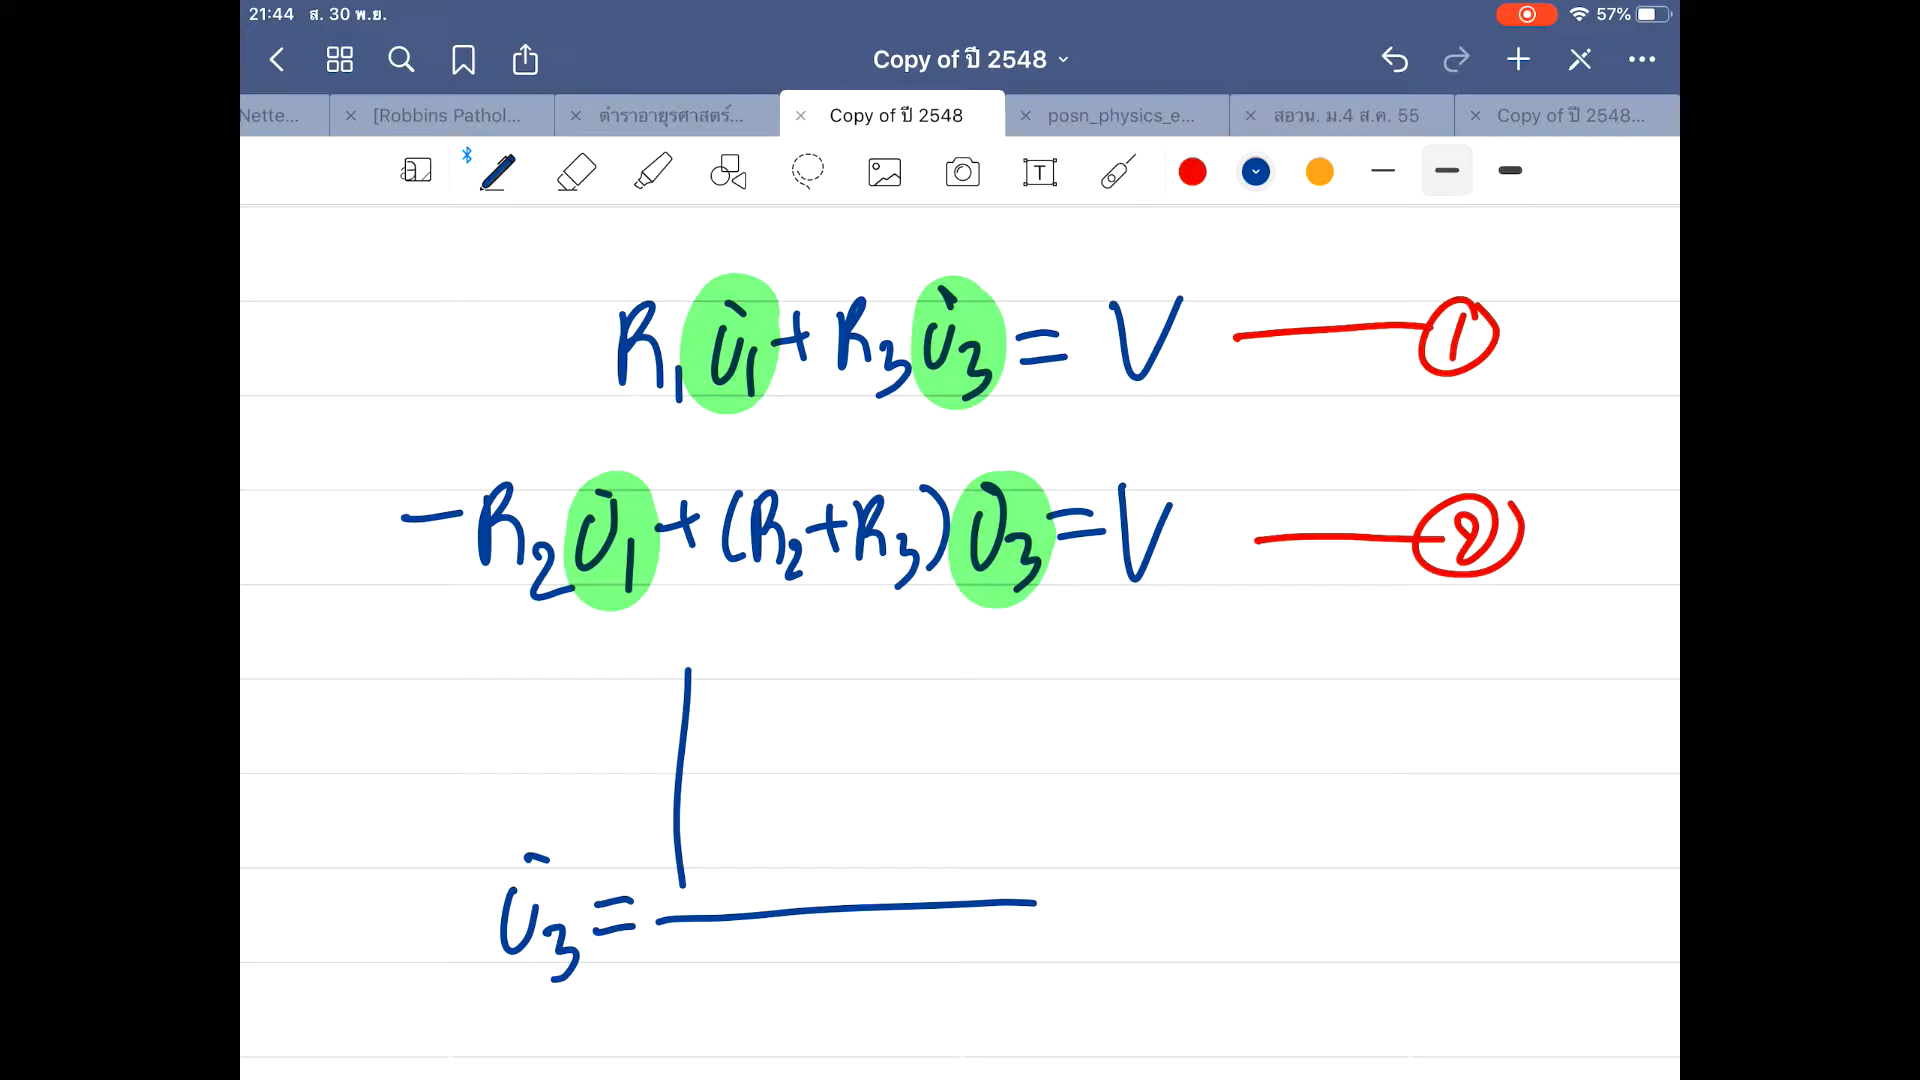 21:44 ส. 30 พ.ย. 57%
Copy of ปี 2548
Nette... [Robbins Pathol... ตำราอายุรศาสตร์... Copy of ปี 2548 posn_physics_e... สอวน. ม.4 ส.ค. 55 Copy of ปี 2548...
T
R₁i₁ + R₃i₃ = V —— ①
-R₂i₁ + (R₂+R₃)i₃ = V —— ②
i₃ =